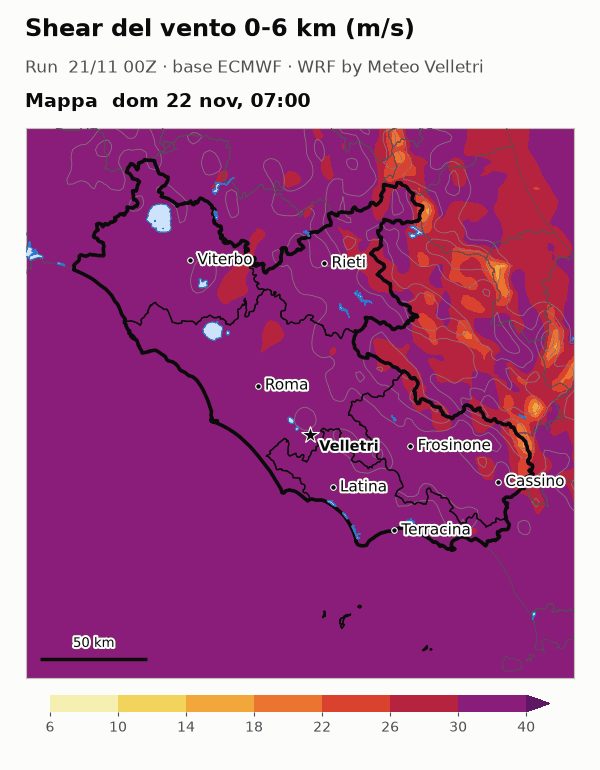 Shear del vento 0-6 km (m/s)
Run 21/11 00Z · base ECMWF · WRF by Meteo Velletri
Mappa dom 22 nov, 07:00
Viterbo
Rieti
Roma
Velletri
Frosinone
Cassino
Latina
Terracina
50 km
6 10 14 18 22 26 30 40